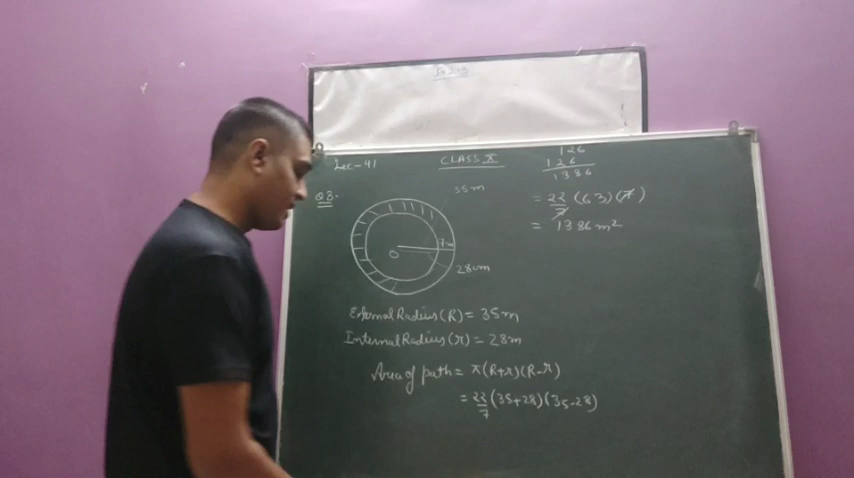 Lec-41
CLASS X
126
126
1386
Q3.
35m
= 22/7 (63)(7)
= 1386 m²
7m
O
28cm
External Radius (R) = 35m
Internal Radius (r) = 28m
Area of path = π(R+r)(R-r)
= 22/7 (35+28)(35-28)